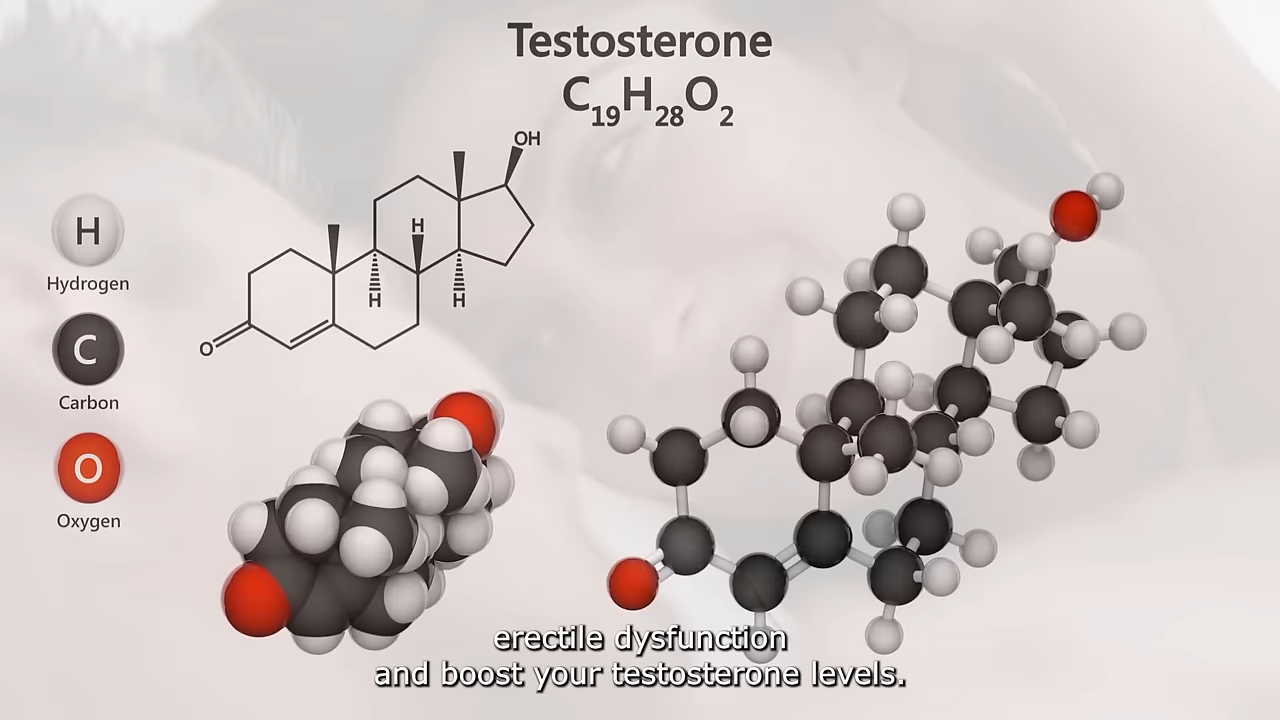 Testosterone
C19H28O2
OH
H
H
H
O
H
Hydrogen
C
Carbon
O
Oxygen
erectile dysfunction
and boost your testosterone levels.